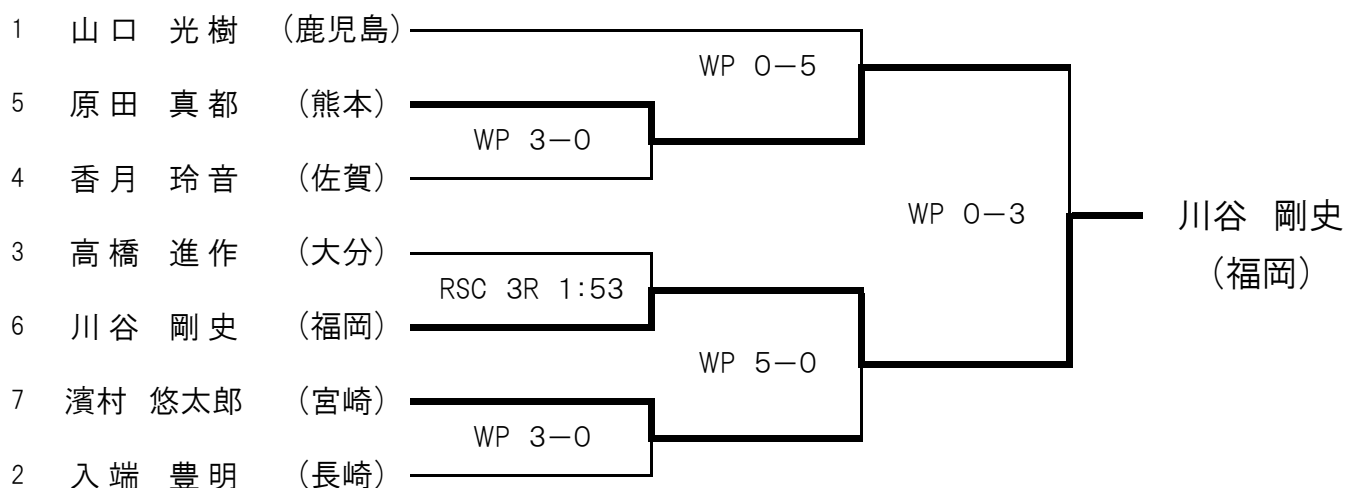 1 山口 光樹 （鹿児島）
WP 0－5
5 原田 真都 （熊本）
WP 3－0
4 香月 玲音 （佐賀）
WP 0－3
川谷 剛史
（福岡）
3 高橋 進作 （大分）
RSC 3R 1:53
6 川谷 剛史 （福岡）
WP 5－0
7 濱村 悠太郎 （宮崎）
WP 3－0
2 入端 豊明 （長崎）